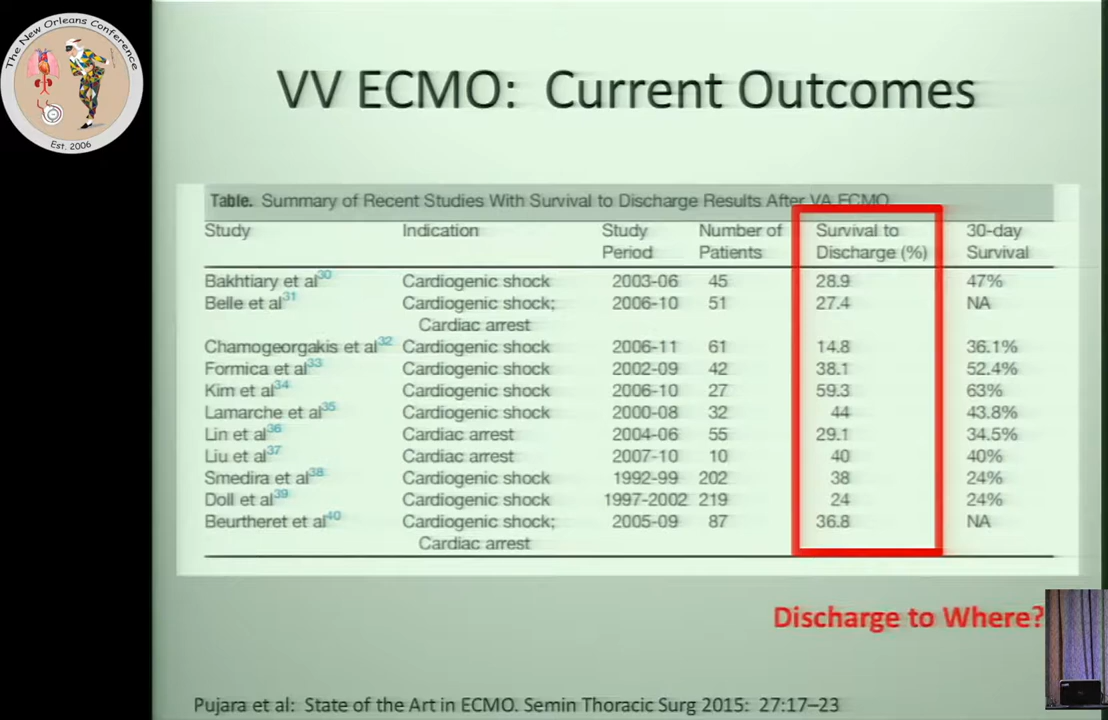 The New Orleans Conference
Est. 2006
VV ECMO: Current Outcomes
Table. Summary of Recent Studies With Survival to Discharge Results After VA ECMO
Study Indication Study Period Number of Patients Survival to Discharge (%) 30-day Survival
Bakhtiary et al30 Cardiogenic shock 2003-06 45 28.9 47%
Belle et al31 Cardiogenic shock; Cardiac arrest 2006-10 51 27.4 NA
Chamogeorgakis et al32 Cardiogenic shock 2006-11 61 14.8 36.1%
Formica et al33 Cardiogenic shock 2002-09 42 38.1 52.4%
Kim et al34 Cardiogenic shock 2006-10 27 59.3 63%
Lamarche et al35 Cardiogenic shock 2000-08 32 44 43.8%
Lin et al36 Cardiac arrest 2004-06 55 29.1 34.5%
Liu et al37 Cardiac arrest 2007-10 10 40 40%
Smedira et al38 Cardiogenic shock 1992-99 202 38 24%
Doll et al39 Cardiogenic shock 1997-2002 219 24 24%
Beurtheret et al40 Cardiogenic shock; Cardiac arrest 2005-09 87 36.8 NA
Discharge to Where?
Pujara et al: State of the Art in ECMO. Semin Thoracic Surg 2015: 27:17–23